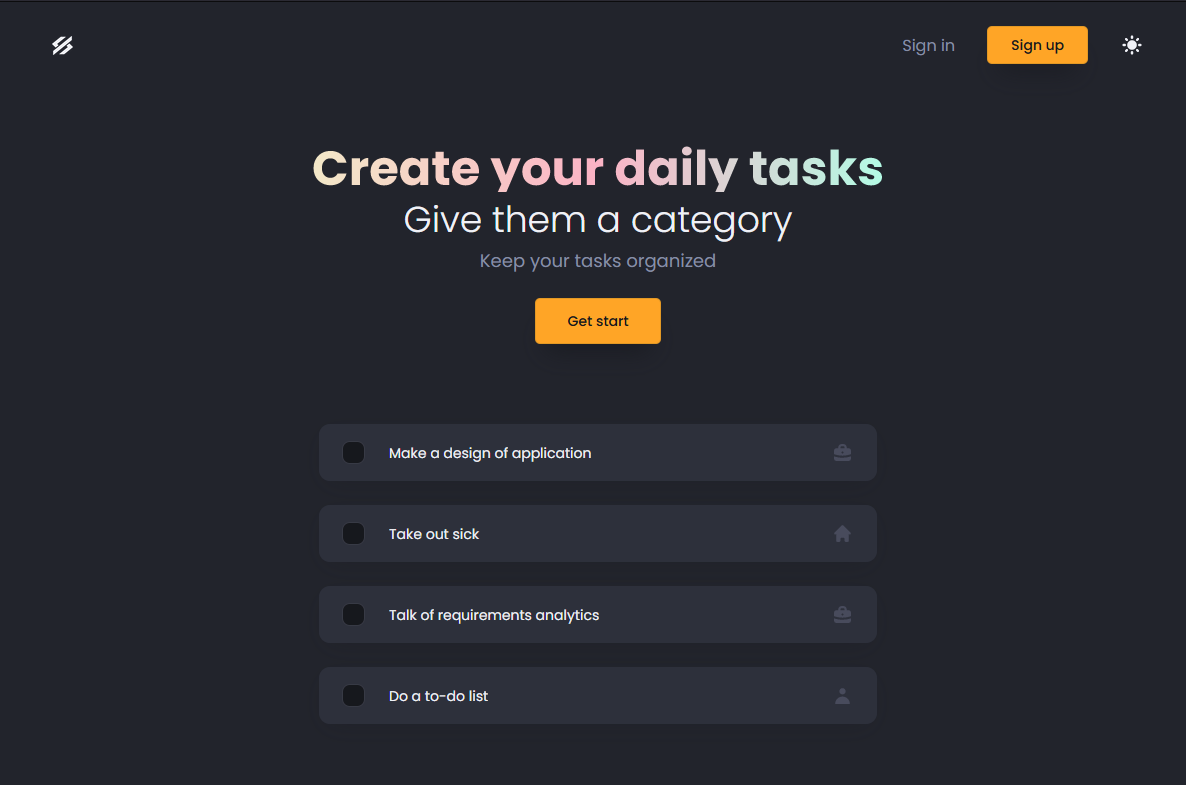 Sign in
Sign up
Create your daily tasks
Give them a category
Keep your tasks organized
Get start
Make a design of application
Take out sick
Talk of requirements analytics
Do a to-do list